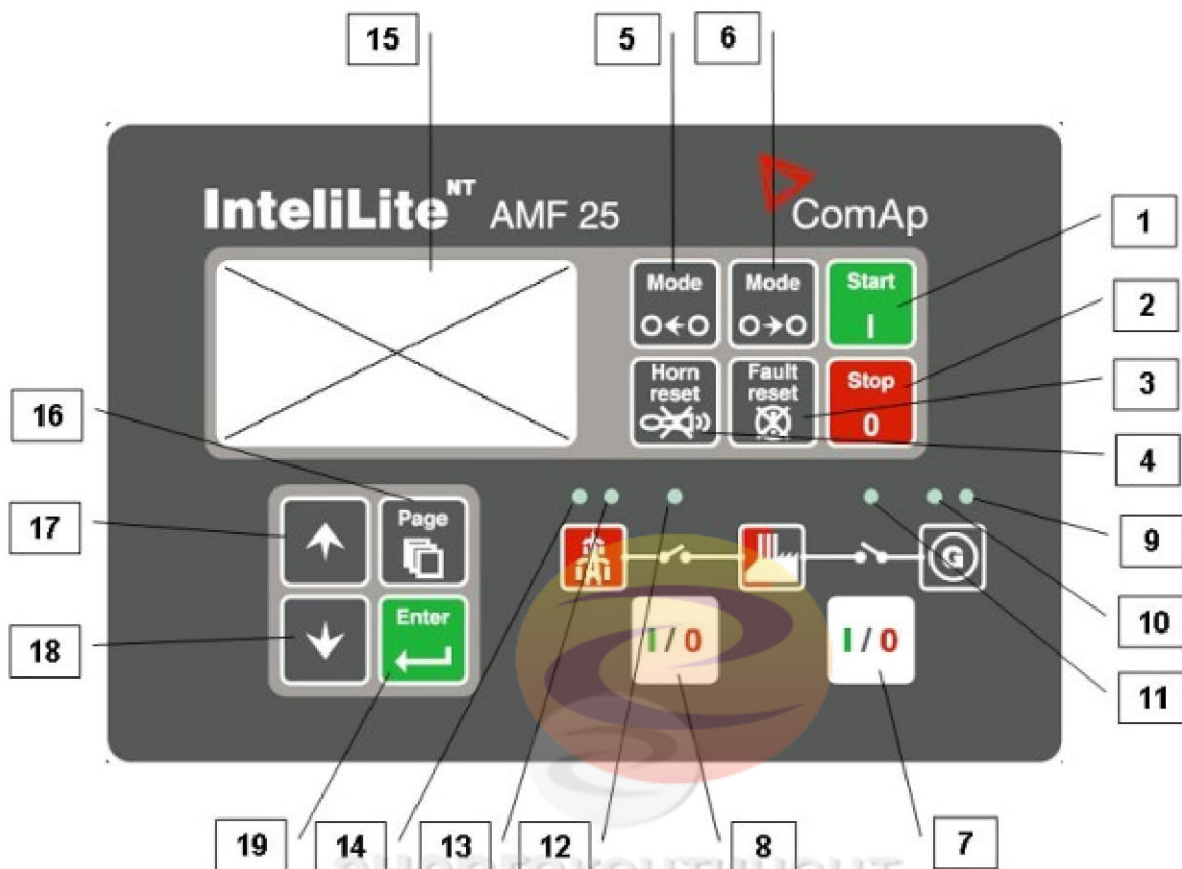 15
5
6
InteliLite NT AMF 25
ComAp
1
Mode
Mode
Start
I
2
Horn
reset
Fault
reset
Stop
0
3
4
16
17
Page
9
Enter
10
18
I / 0
I / 0
11
G
19
14
13
12
8
7